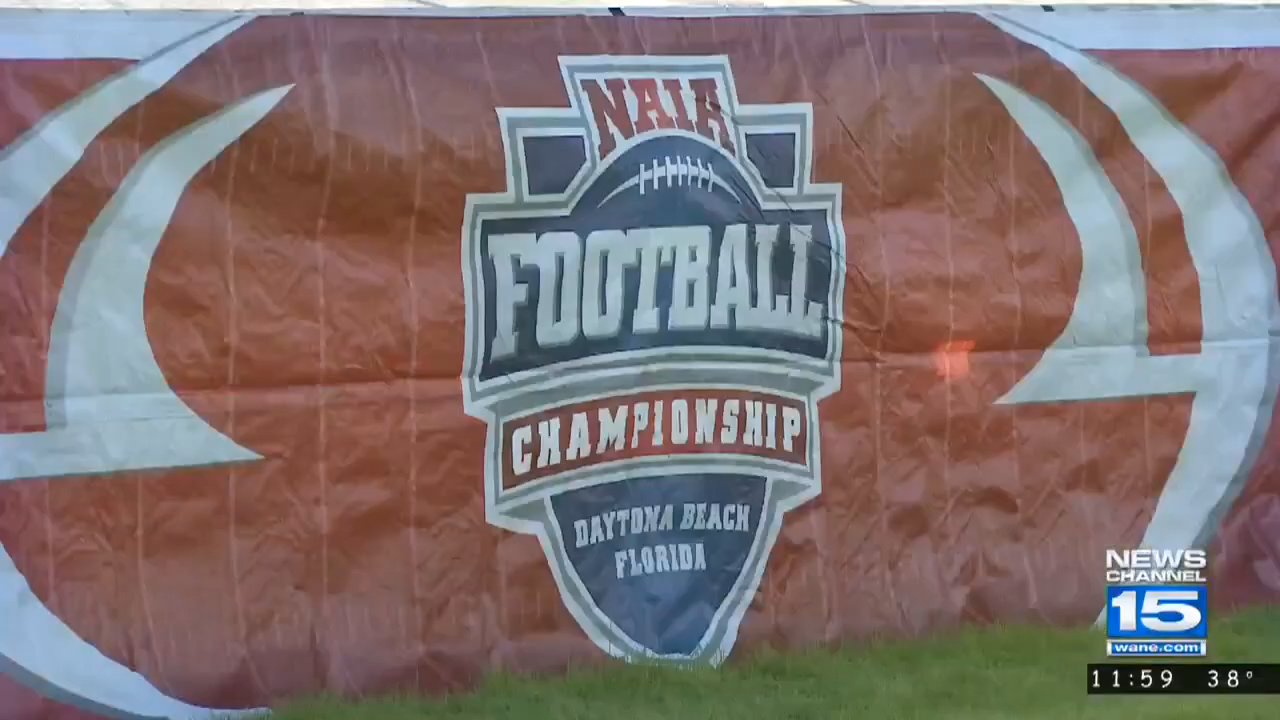 NAIA
FOOTBALL
CHAMPIONSHIP
DAYTONA BEACH
FLORIDA
NEWS
CHANNEL
15
wane.com
11:59 38°